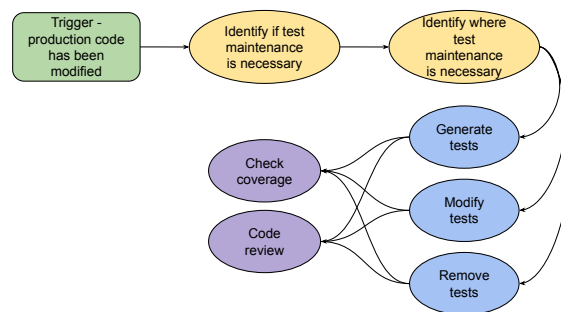 Trigger -
production code
has been
modified
Identify if test
maintenance
is necessary
Identify where
test
maintenance
is necessary
Generate
tests
Check
coverage
Modify
tests
Code
review
Remove
tests